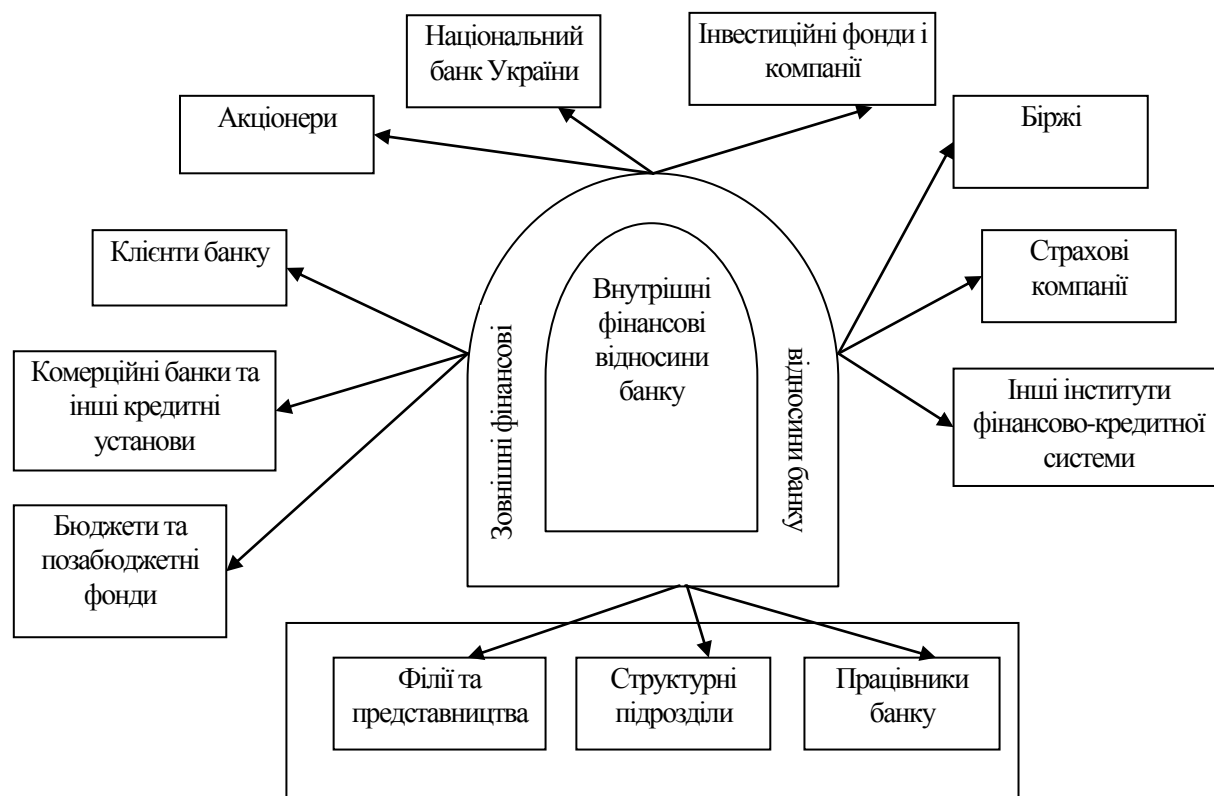 Національний
банк України
Інвестиційні фонди і
компанії
Акціонери
Біржі
Клієнти банку
Страхові
компанії
Внутрішні
фінансові
відносини
банку
Зовнішні фінансові
відносини банку
Комерційні банки та
інші кредитні
установи
Інші інститути
фінансово-кредитної
системи
Бюджети та
позабюджетні
фонди
Філії та
представництва
Структурні
підрозділи
Працівники
банку